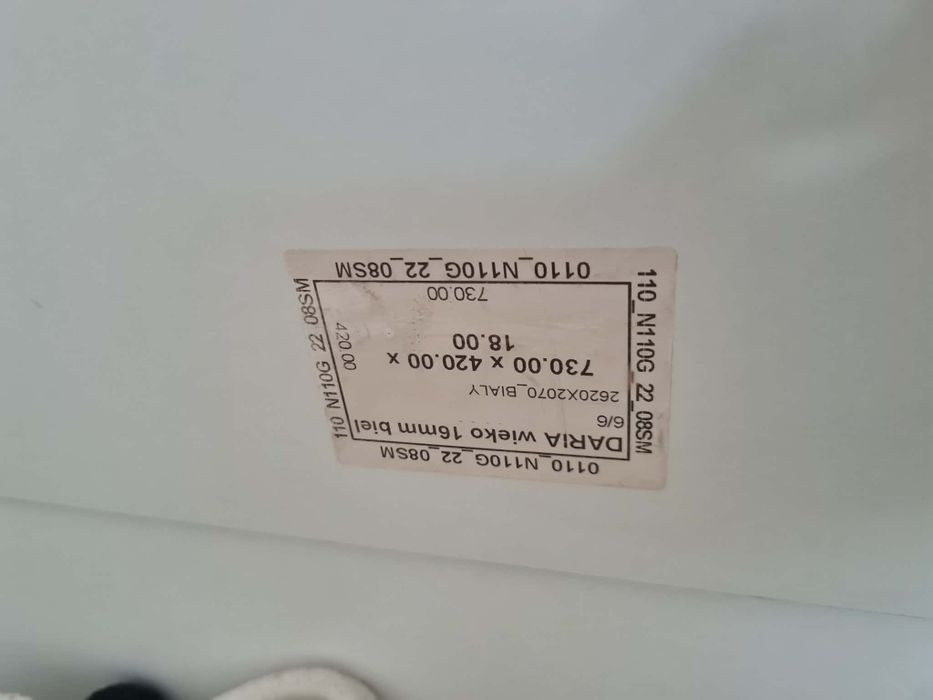 0110_N110G_22_08SM
DARIA wieko 16mm biel
6/6
2620X2070_BIALY
730.00 x 420.00 x
18.00
730.00
420.00
0110_N110G_22_08SM
110_N110G_22_08SM
110_N110G_22_08SM